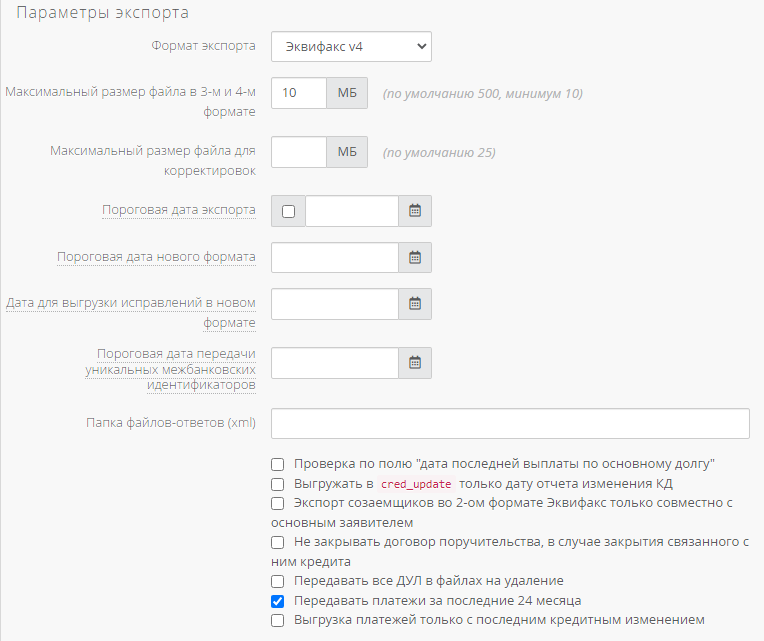 Параметры экспорта
Формат экспорта Эквифакс v4
Максимальный размер файла в 3-м и 4-м
формате 10 МБ (по умолчанию 500, минимум 10)
Максимальный размер файла для
корректировок МБ (по умолчанию 25)
Пороговая дата экспорта
Пороговая дата нового формата
Дата для выгрузки исправлений в новом
формате
Пороговая дата передачи
уникальных межбанковских
идентификаторов
Папка файлов-ответов (xml)
Проверка по полю "дата последней выплаты по основному долгу"
Выгружать в cred_update только дату отчета изменения КД
Экспорт созаемщиков во 2-ом формате Эквифакс только совместно с
основным заявителем
Не закрывать договор поручительства, в случае закрытия связанного с
ним кредита
Передавать все ДУЛ в файлах на удаление
Передавать платежи за последние 24 месяца
Выгрузка платежей только с последним кредитным изменением